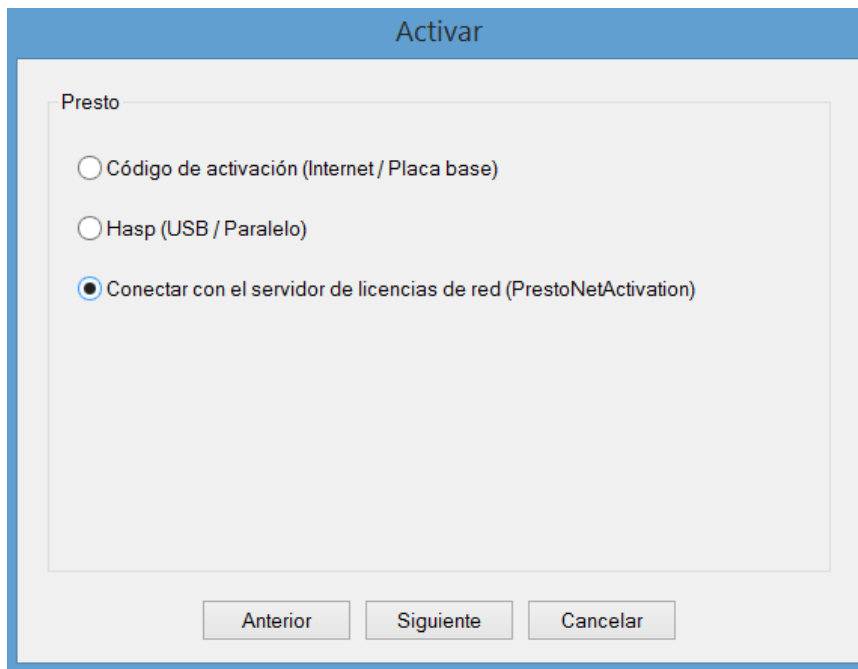 Activar
Presto
Código de activación (Internet / Placa base)
Hasp (USB / Paralelo)
Conectar con el servidor de licencias de red (PrestoNetActivation)
Anterior Siguiente Cancelar